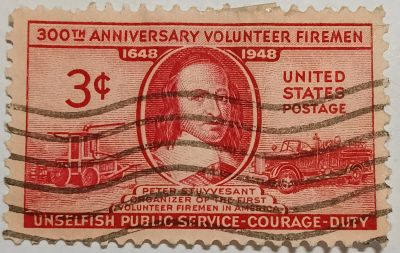 300TH ANNIVERSARY VOLUNTEER FIREMEN
1648 1948
3¢
UNITED
STATES
POSTAGE
PETER STUYVESANT
ORGANIZER OF THE FIRST
VOLUNTEER FIREMEN IN AMERICA
UNSELFISH PUBLIC SERVICE-COURAGE-DUTY